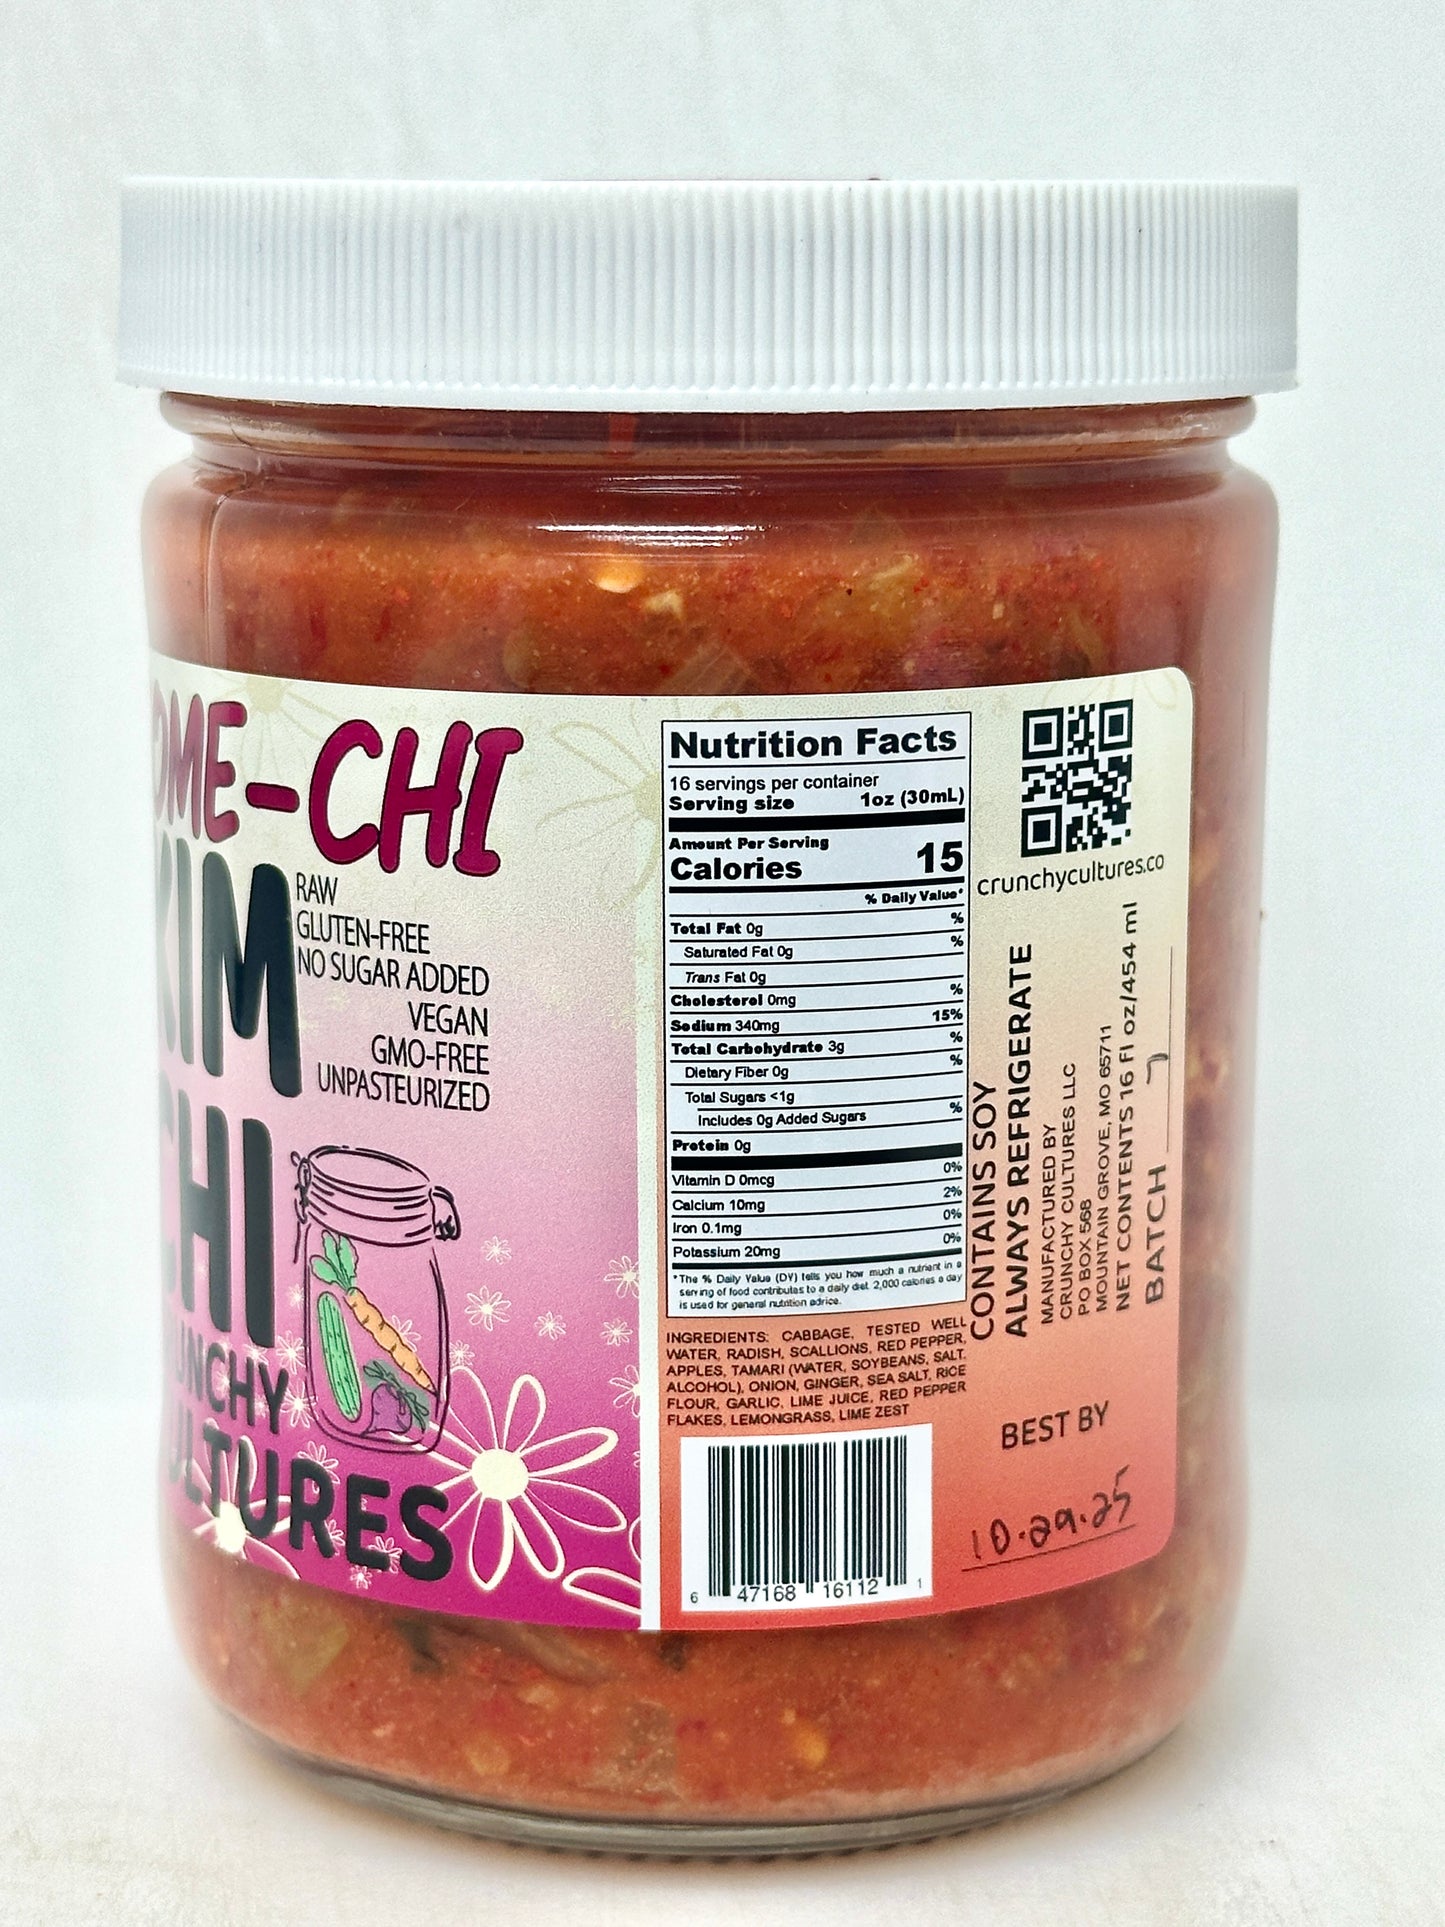 OME-CHI
KIM
CHI
RAW
GLUTEN-FREE
NO SUGAR ADDED
VEGAN
GMO-FREE
UNPASTEURIZED
UNCHY
ULTURES
Nutrition Facts
16 servings per container
Serving size 1oz (30mL)
Amount Per Serving
Calories 15
% Daily Value*
Total Fat 0g %
Saturated Fat 0g %
Trans Fat 0g
Cholesterol 0mg %
Sodium 340mg 15%
Total Carbohydrate 3g %
Dietary Fiber 0g %
Total Sugars <1g
Includes 0g Added Sugars %
Protein 0g
Vitamin D 0mcg 0%
Calcium 10mg 2%
Iron 0.1mg 0%
Potassium 20mg 0%
*The % Daily Value (DV) tells you how much a nutrient in a
serving of food contributes to a daily diet. 2,000 calories a day
is used for general nutrition adrice.
INGREDIENTS: CABBAGE, TESTED WELL
WATER, RADISH, SCALLIONS, RED PEPPER,
APPLES, TAMARI (WATER, SOYBEANS, SALT,
ALCOHOL), ONION, GINGER, SEA SALT, RICE
FLOUR, GARLIC, LIME JUICE, RED PEPPER
FLAKES, LEMONGRASS, LIME ZEST
6 47168 16112 1
crunchycultures.co
CONTAINS SOY
ALWAYS REFRIGERATE
MANUFACTURED BY
CRUNCHY CULTURES LLC
PO BOX 568
MOUNTAIN GROVE, MO 65711
NET CONTENTS 16 fl oz/454 ml
BATCH 7
BEST BY
10.29.25